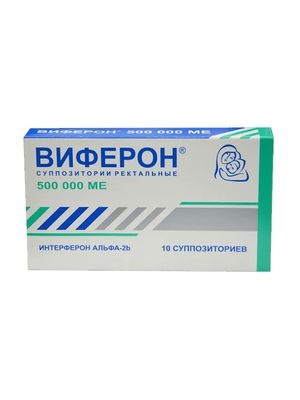 ВИФЕРОН® 500 000 МЕ
ВИФЕРОН®
СУППОЗИТОРИИ РЕКТАЛЬНЫЕ
500 000 МЕ
ИНТЕРФЕРОН АЛЬФА-2b
10 СУППОЗИТОРИЕВ